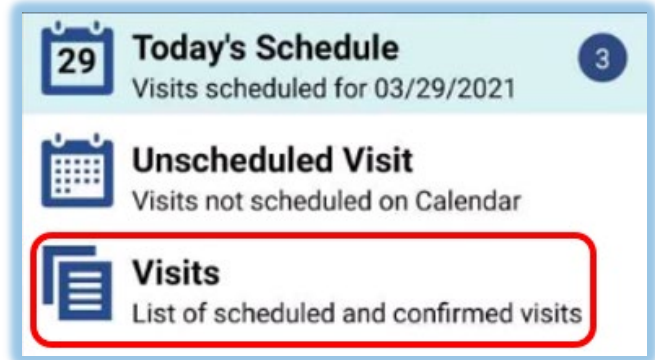 29
Today's Schedule
3
Visits scheduled for 03/29/2021
Unscheduled Visit
Visits not scheduled on Calendar
Visits
List of scheduled and confirmed visits